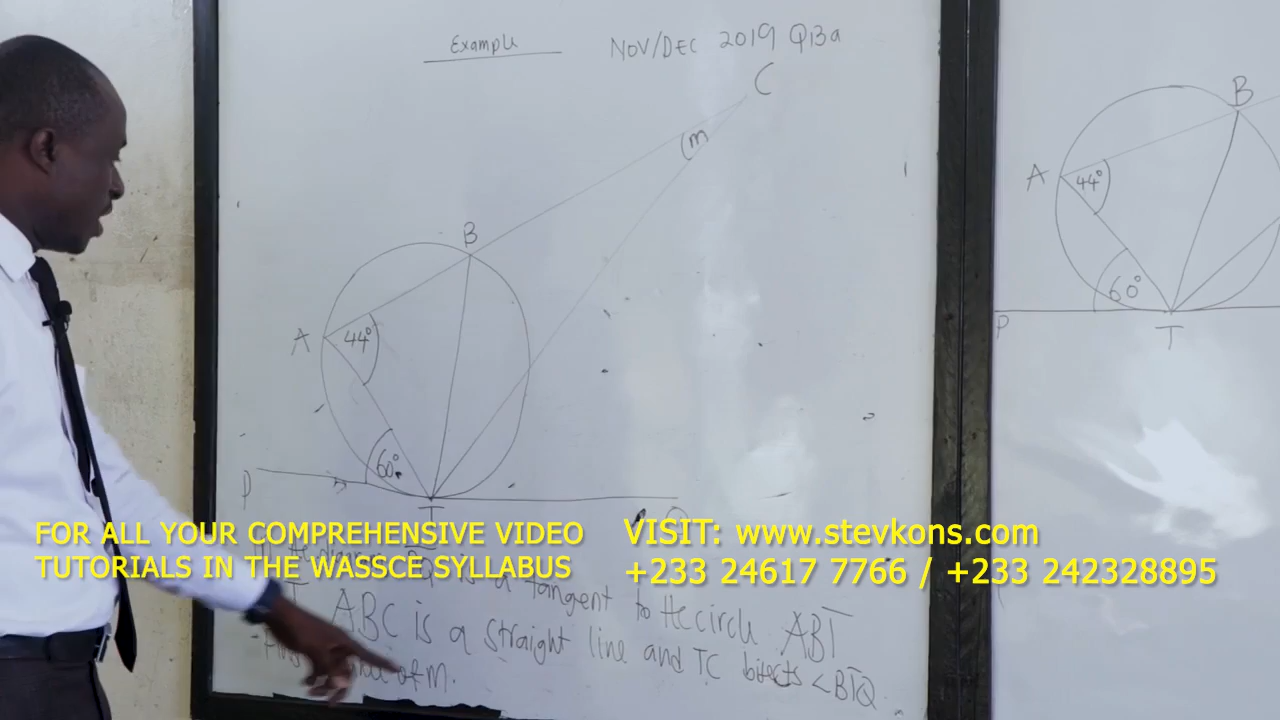 Example
NOV/DEC 2019 Q13a
C
m
B
A
44°
60°
P
T
B
A
44°
60°
P
T
is a tangent to the circle ABT
ABC is a straight line and TC bisects <BTQ
of M.
FOR ALL YOUR COMPREHENSIVE VIDEO
TUTORIALS IN THE WASSCE SYLLABUS
VISIT: www.stevkons.com
+233 24617 7766 / +233 242328895